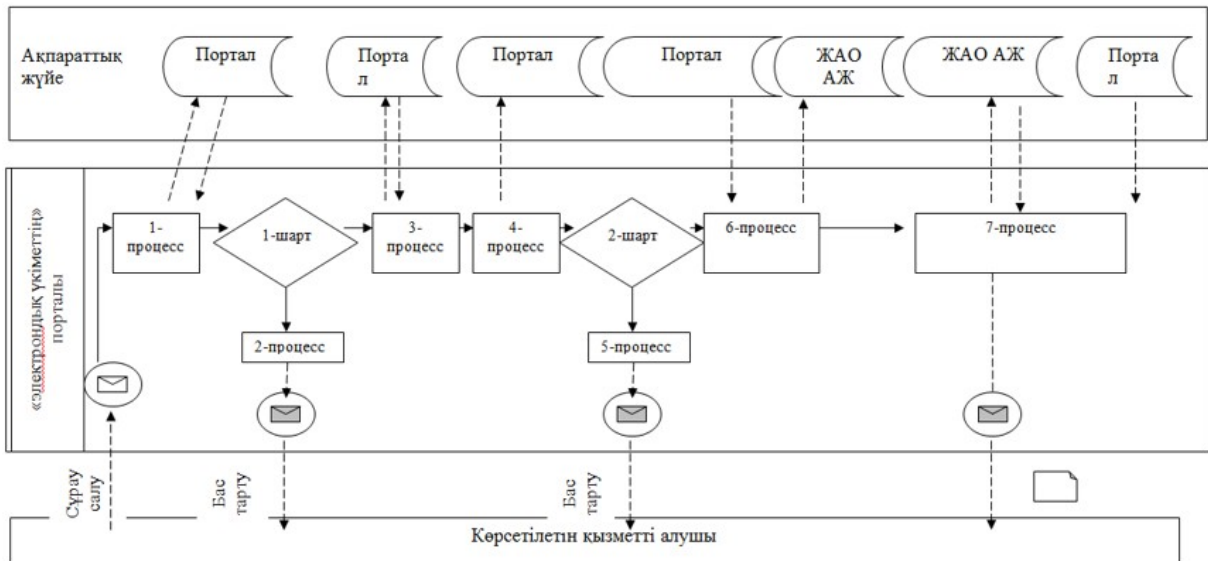 Ақпараттық
жүйе
Портал
Порта
л
Портал
Портал
ЖАО
АЖ
ЖАО АЖ
Порта
л
«электрондық үкіметтің»
порталы
1-
процесс
1-шарт
3-
процесс
4-
процесс
2-шарт
6-процесс
7-процесс
2-процесс
5-процесс
Сұрау
салу
Бас
тарту
Бас
тарту
Көрсетілетін қызметті алушы